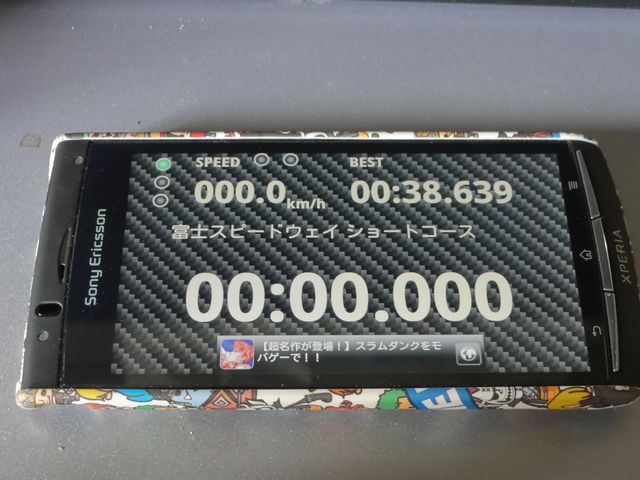 Sony Ericsson
SPEED
BEST
000.0 km/h
00:38.639
富士スピードウェイ ショートコース
00:00.000
【超名作が登場！】スラムダンクをモ
バゲーで！！
XPERIA